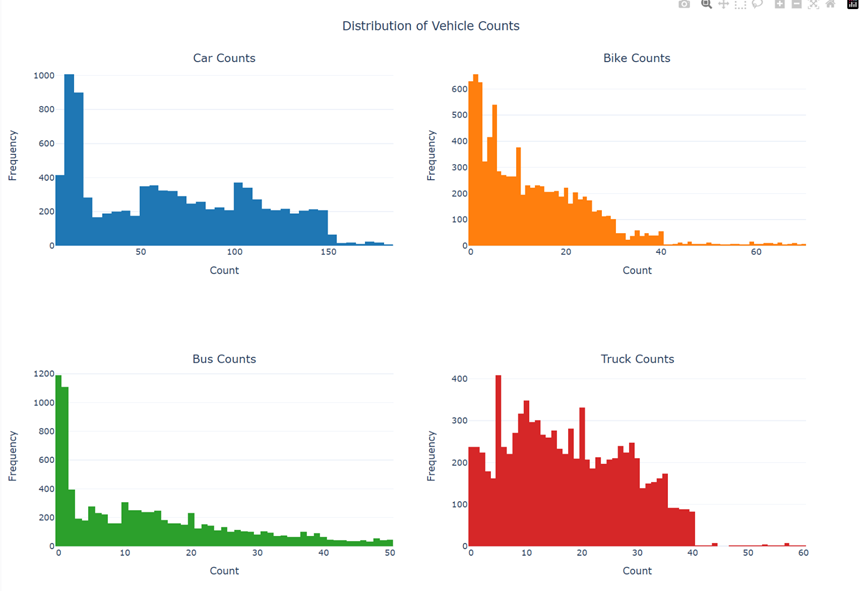 Distribution of Vehicle Counts
Car Counts
1000
800
600
400
200
0
Frequency
50 100 150
Count
Bike Counts
600
500
400
300
200
100
0
Frequency
0 20 40 60
Count
Bus Counts
1200
1000
800
600
400
200
0
Frequency
0 10 20 30 40 50
Count
Truck Counts
400
300
200
100
0
Frequency
0 10 20 30 40 50 60
Count